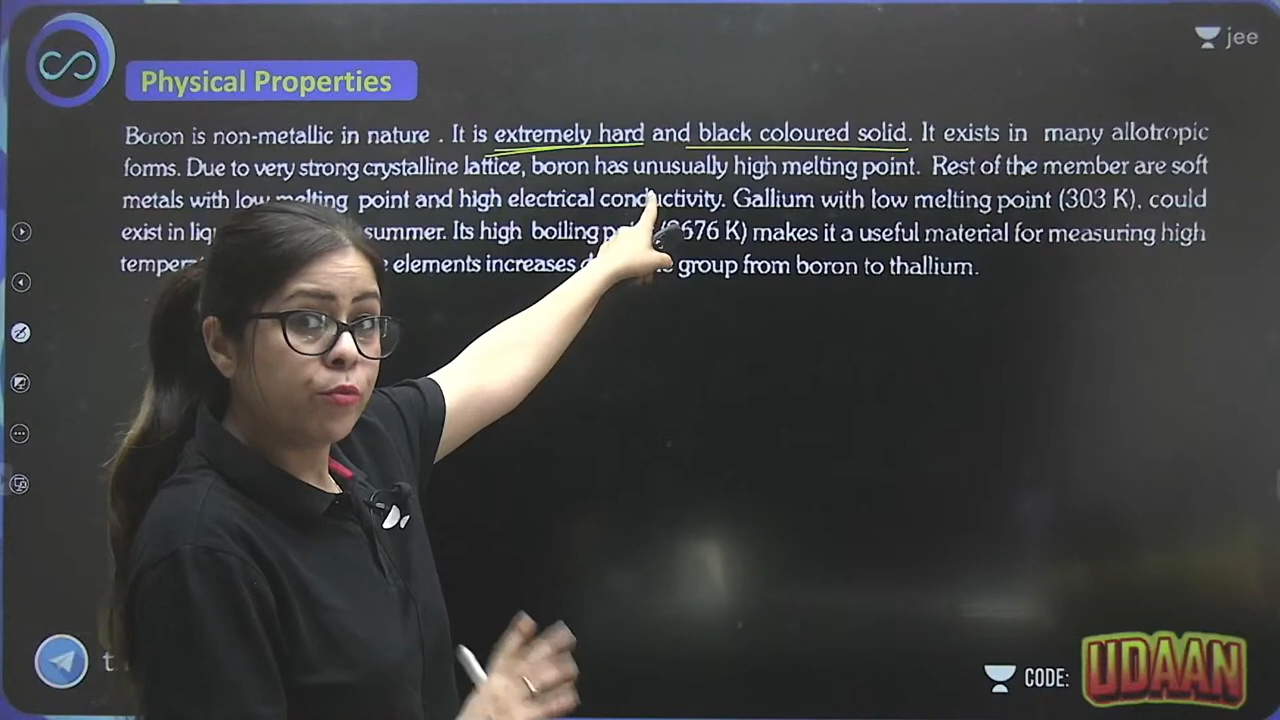 jee
Physical Properties
Boron is non-metallic in nature . It is extremely hard and black coloured solid. It exists in many allotropic
forms. Due to very strong crystalline lattice, boron has unusually high melting point. Rest of the member are soft
metals with low melting point and high electrical conductivity. Gallium with low melting point (303 K), could
exist in summer. Its high boiling 676 K) makes it a useful material for measuring high
elements increases group from boron to thallium.
t
CODE: UDAAN